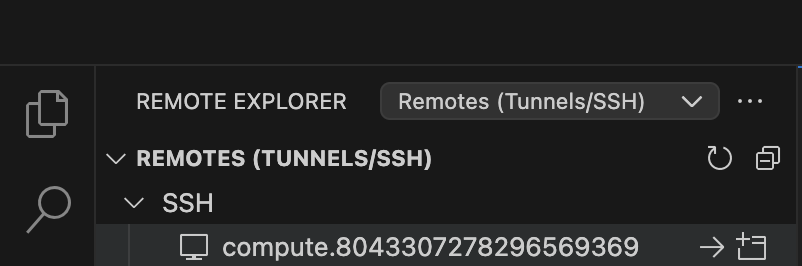 REMOTE EXPLORER Remotes (Tunnels/SSH)
REMOTES (TUNNELS/SSH)
SSH
compute.8043307278296569369